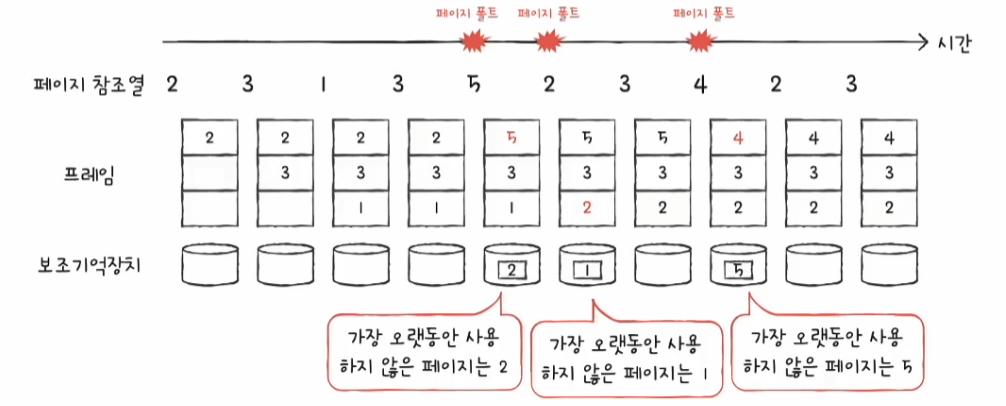 페이지 폴트 페이지 폴트 페이지 폴트
시간
페이지 참조열 2 3 1 3 5 2 3 4 2 3
2 2 2 2 5 5 5 4 4 4
프레임 3 3 3 3 3 3 3 3 3
1 1 1 2 2 2 2 2
보조기억장치 2 1 5
가장 오랫동안 사용
하지 않은 페이지는 2
가장 오랫동안 사용
하지 않은 페이지는 1
가장 오랫동안 사용
하지 않은 페이지는 5